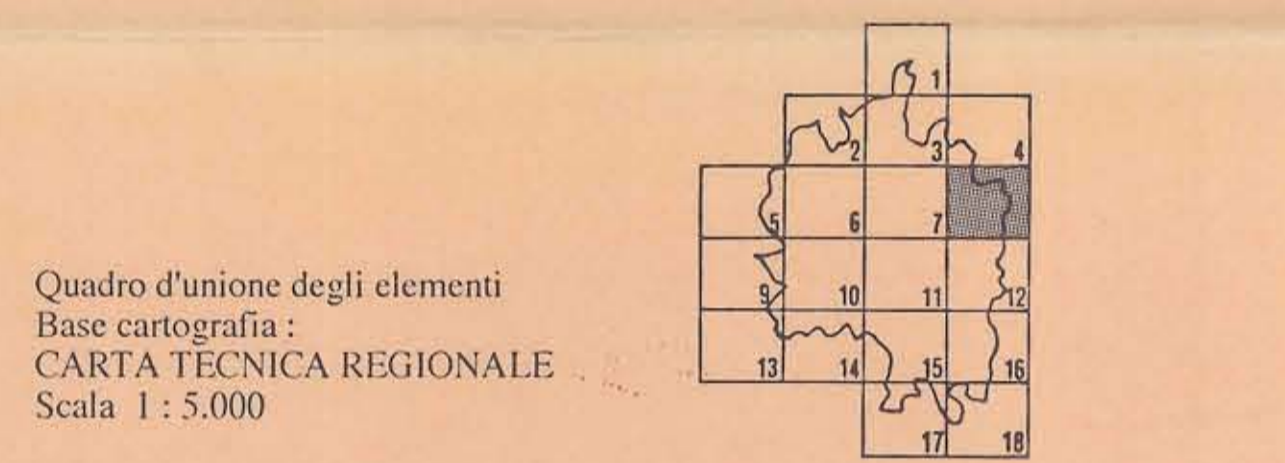 1
2 3 4
5 6 7
Quadro d'unione degli elementi
Base cartografia :
CARTA TECNICA REGIONALE
Scala 1 : 5.000
9 10 11 12
13 14 15 16
17 18